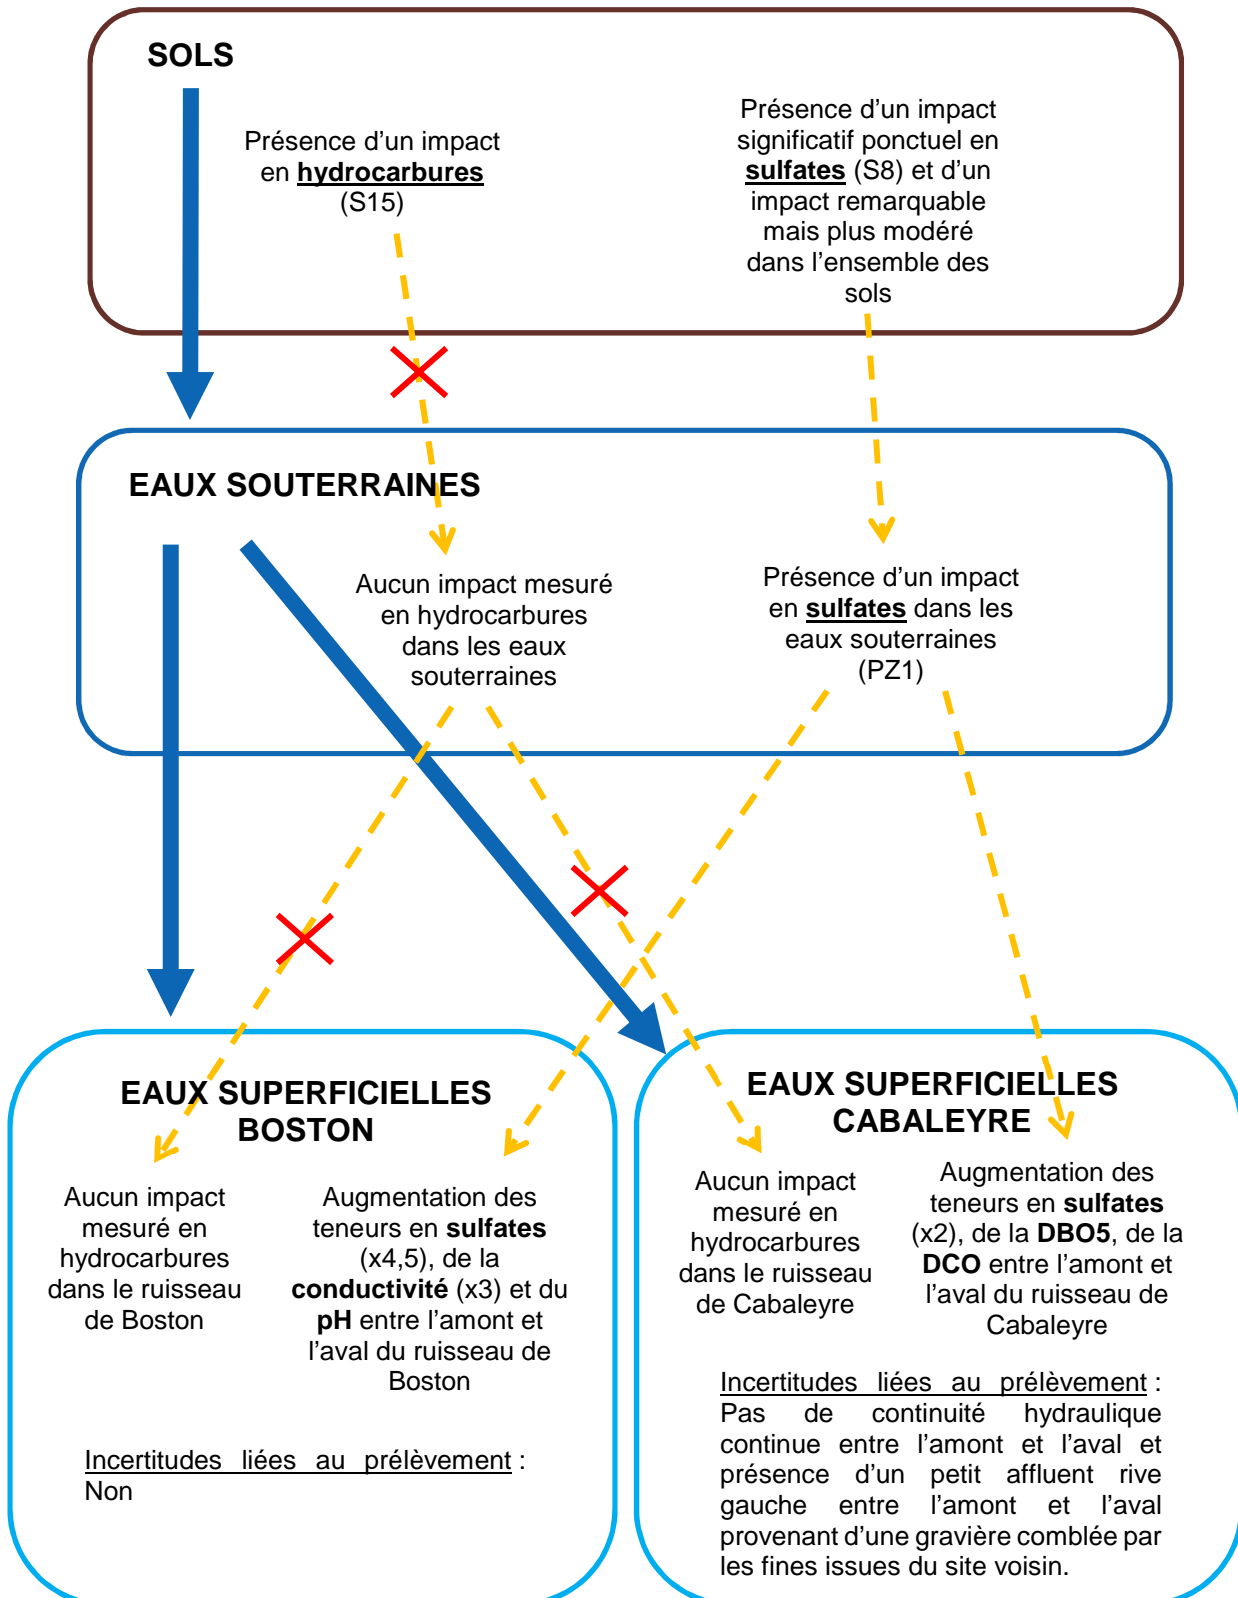 SOLS
Présence d'un impact
en hydrocarbures
(S15)
Présence d'un impact
significatif ponctuel en
sulfates (S8) et d'un
impact remarquable
mais plus modéré
dans l'ensemble des
sols
EAUX SOUTERRAINES
Aucun impact mesuré
en hydrocarbures
dans les eaux
souterraines
Présence d'un impact
en sulfates dans les
eaux souterraines
(PZ1)
EAUX SUPERFICIELLES
BOSTON
Aucun impact
mesuré en
hydrocarbures
dans le ruisseau
de Boston
Augmentation des
teneurs en sulfates
(x4,5), de la
conductivité (x3) et du
pH entre l'amont et
l'aval du ruisseau de
Boston
Incertitudes liées au prélèvement :
Non
EAUX SUPERFICIELLES
CABALEYRE
Aucun impact
mesuré en
hydrocarbures
dans le ruisseau
de Cabaleyre
Augmentation des
teneurs en sulfates
(x2), de la DBO5, de la
DCO entre l'amont et
l'aval du ruisseau de
Cabaleyre
Incertitudes liées au prélèvement :
Pas de continuité hydraulique
continue entre l'amont et l'aval et
présence d'un petit affluent rive
gauche entre l'amont et l'aval
provenant d'une gravière comblée par
les fines issues du site voisin.